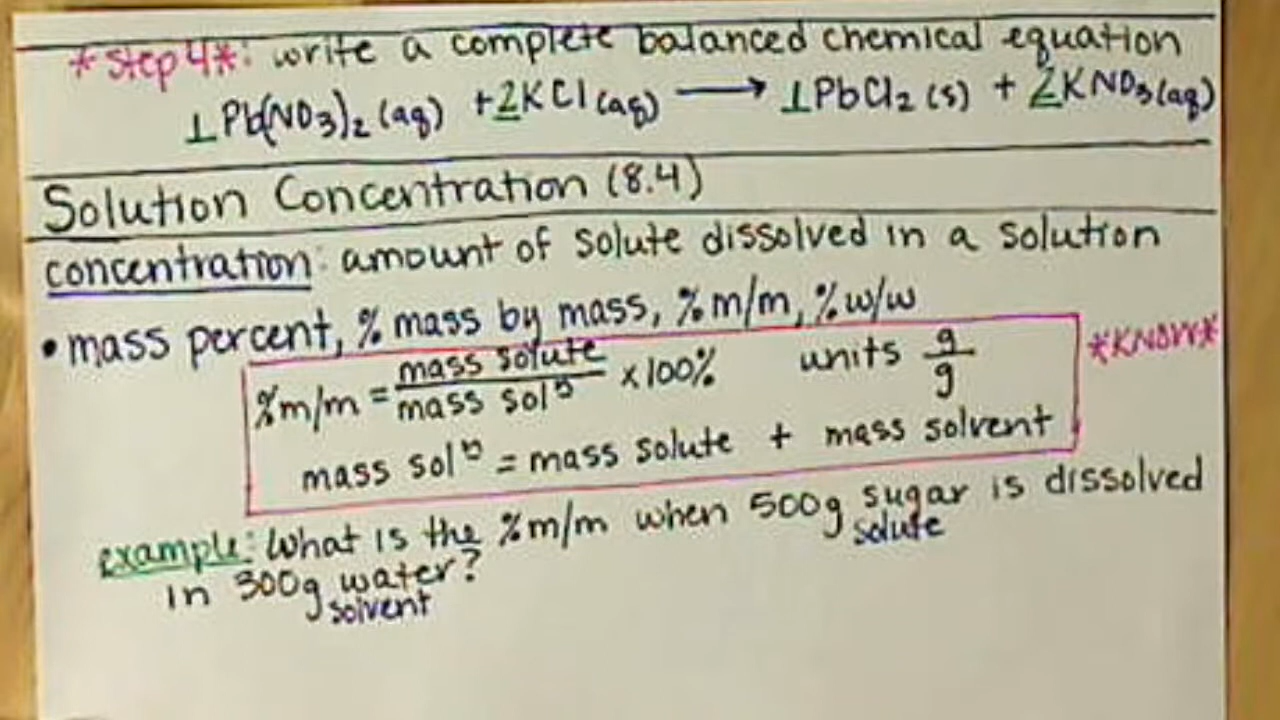 *Step 4*: write a complete balanced chemical equation
1Pb(NO3)2 (aq) + 2KCl (aq) ⟶ 1PbCl2 (s) + 2KNO3 (aq)
Solution Concentration (8.4)
concentration: amount of solute dissolved in a solution
• mass percent, % mass by mass, % m/m, % w/w
*KNOW*
%m/m = mass solute / mass solⁿ x100% units g/g
mass solⁿ = mass solute + mass solvent
example: What is the %m/m when 500g sugar is dissolved
solute
in 300g water?
solvent